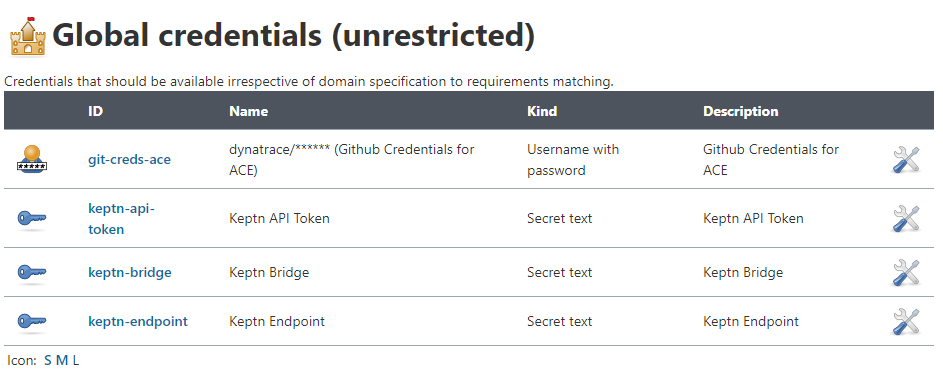 Global credentials (unrestricted)
Credentials that should be available irrespective of domain specification to requirements matching.
ID Name Kind Description
git-creds-ace dynatrace/****** (Github Credentials for ACE) Username with password Github Credentials for ACE
keptn-api-token Keptn API Token Secret text Keptn API Token
keptn-bridge Keptn Bridge Secret text Keptn Bridge
keptn-endpoint Keptn Endpoint Secret text Keptn Endpoint
Icon: S M L